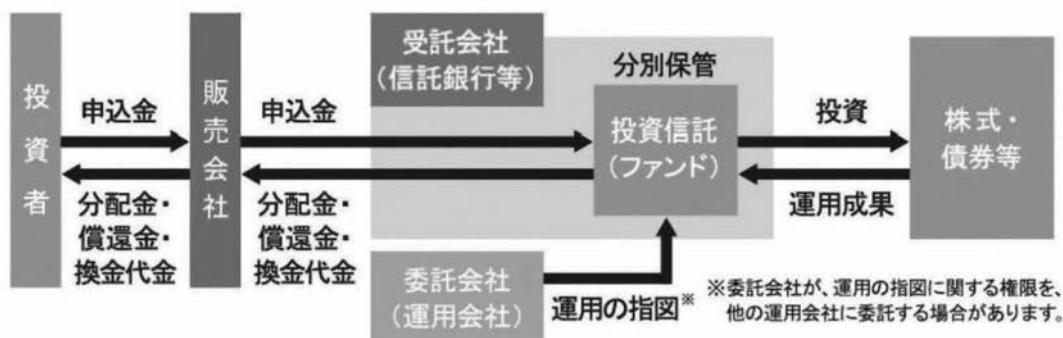 投資者
申込金
分配金・
償還金・
換金代金
販売会社
申込金
分配金・
償還金・
換金代金
受託会社
（信託銀行等）
分別保管
投資信託
（ファンド）
委託会社
（運用会社）
運用の指図※
投資
運用成果
株式・
債券等
※委託会社が、運用の指図に関する権限を、
他の運用会社に委託する場合があります。